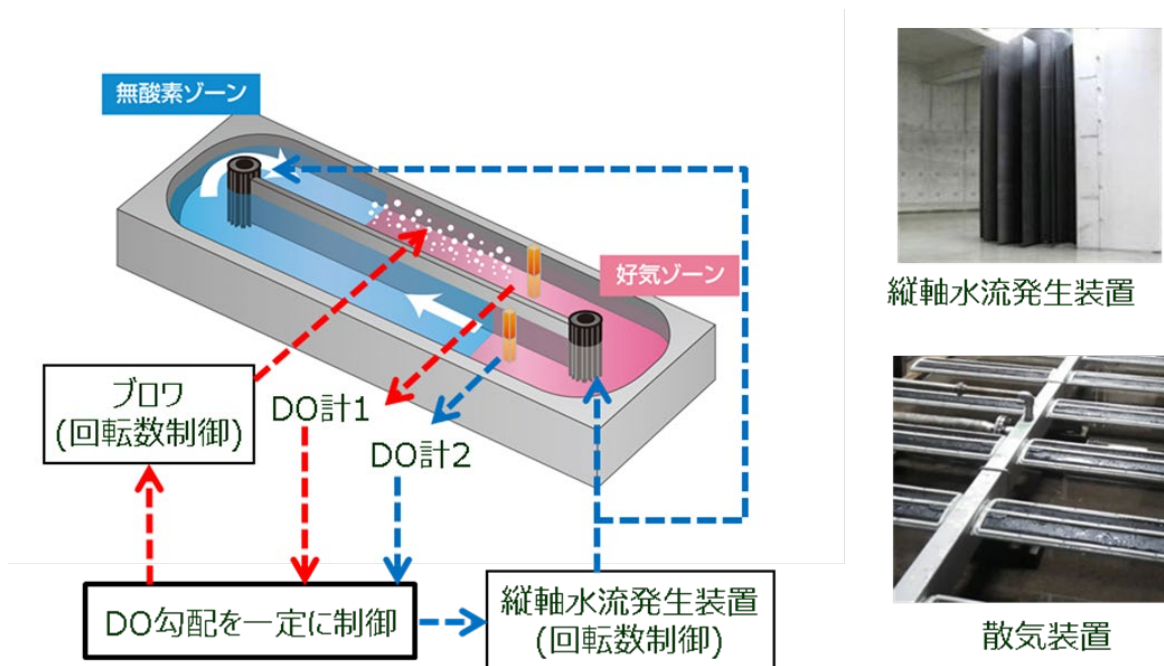 無酸素ゾーン
好気ゾーン
ブロワ
(回転数制御)
DO計1
DO計2
DO勾配を一定に制御
縦軸水流発生装置
(回転数制御)
縦軸水流発生装置
散気装置